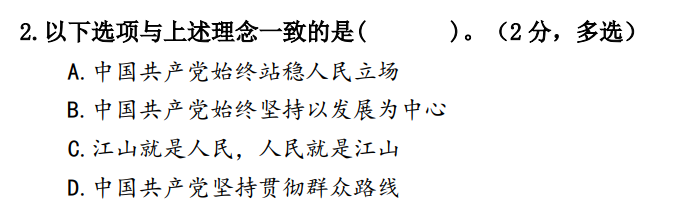 2.以下选项与上述理念一致的是(　　　)。（2分，多选）
A.中国共产党始终站稳人民立场
B.中国共产党始终坚持以发展为中心
C.江山就是人民，人民就是江山
D.中国共产党坚持贯彻群众路线